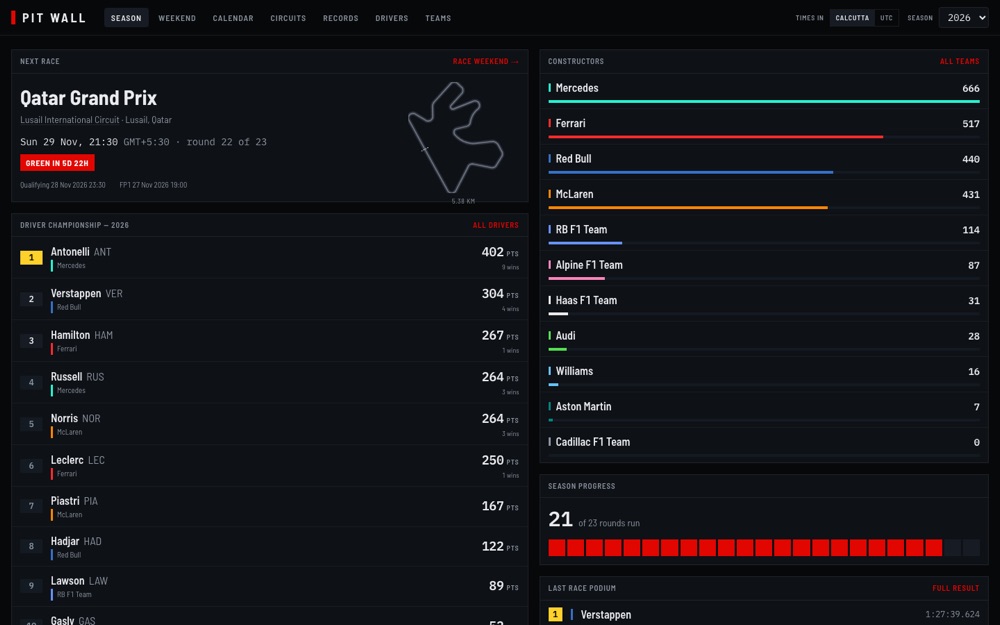 PIT WALL SEASON WEEKEND CALENDAR CIRCUITS RECORDS DRIVERS TEAMS TIMES IN CALCUTTA UTC SEASON 2026
NEXT RACE RACE WEEKEND →
Qatar Grand Prix
Lusail International Circuit · Lusail, Qatar
Sun 29 Nov, 21:30 GMT+5:30 · round 22 of 23
GREEN IN 5D 22H
Qualifying 28 Nov 2026 23:30 FP1 27 Nov 2026 19:00
5.38 KM
DRIVER CHAMPIONSHIP — 2026 ALL DRIVERS
1 Antonelli ANT 402 PTS
Mercedes 9 wins
2 Verstappen VER 304 PTS
Red Bull 4 wins
3 Hamilton HAM 267 PTS
Ferrari 1 wins
4 Russell RUS 264 PTS
Mercedes 3 wins
5 Norris NOR 264 PTS
McLaren 3 wins
6 Leclerc LEC 250 PTS
Ferrari 1 wins
7 Piastri PIA 167 PTS
McLaren
8 Hadjar HAD 122 PTS
Red Bull
9 Lawson LAW 89 PTS
RB F1 Team
Gasly GAS
CONSTRUCTORS ALL TEAMS
Mercedes 666
Ferrari 517
Red Bull 440
McLaren 431
RB F1 Team 114
Alpine F1 Team 87
Haas F1 Team 31
Audi 28
Williams 16
Aston Martin 7
Cadillac F1 Team 0
SEASON PROGRESS
21 of 23 rounds run
LAST RACE PODIUM FULL RESULT
1 Verstappen 1:27:39.624